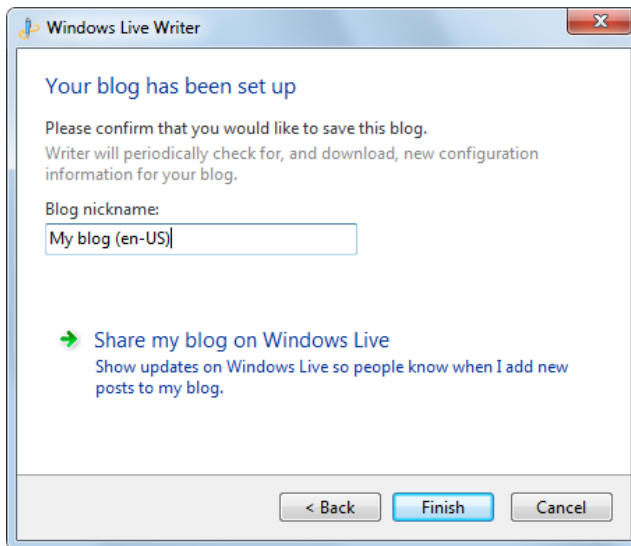 Windows Live Writer
Your blog has been set up
Please confirm that you would like to save this blog.
Writer will periodically check for, and download, new configuration
information for your blog.
Blog nickname:
My blog (en-US)
Share my blog on Windows Live
Show updates on Windows Live so people know when I add new
posts to my blog.
< Back
Finish
Cancel